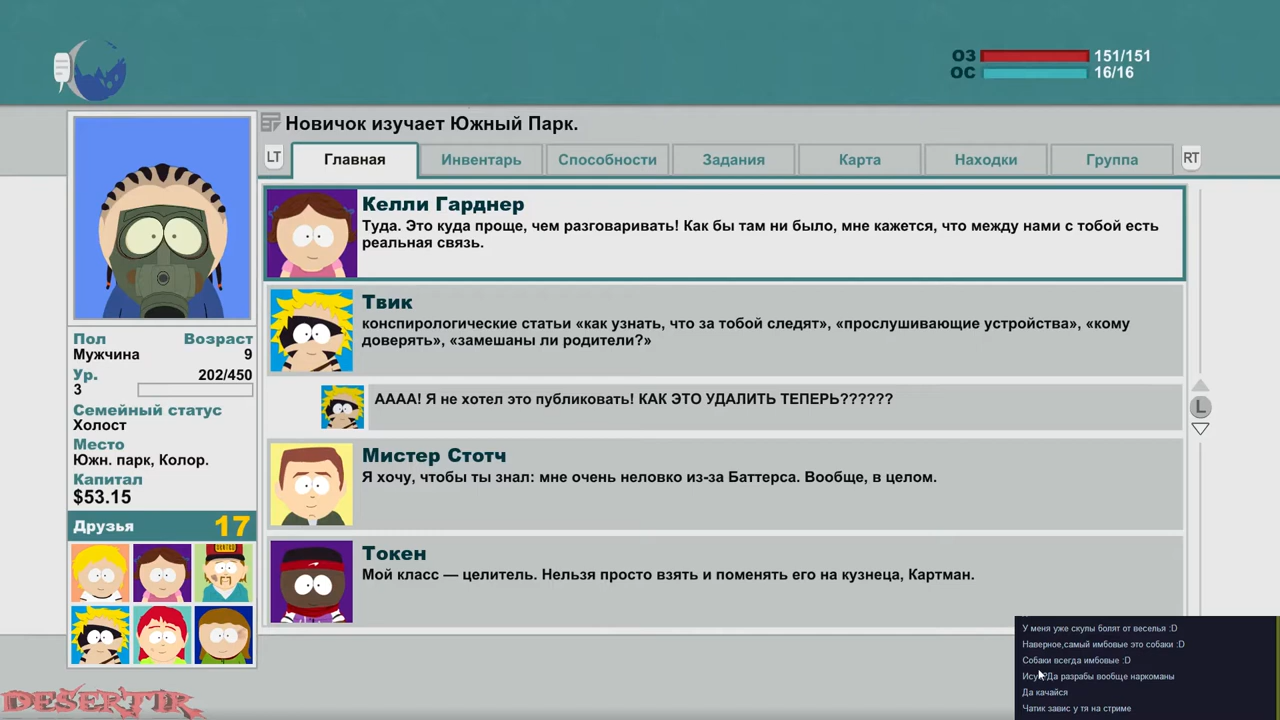 ОЗ 151/151
ОС 16/16
Новичок изучает Южный Парк.
LT Главная Инвентарь Способности Задания Карта Находки Группа RT
Келли Гарднер
Туда. Это куда проще, чем разговаривать! Как бы там ни было, мне кажется, что между нами с тобой есть
реальная связь.
Твик
конспирологические статьи «как узнать, что за тобой следят», «прослушивающие устройства», «кому
доверять», «замешаны ли родители?»
АААА! Я не хотел это публиковать! КАК ЭТО УДАЛИТЬ ТЕПЕРЬ??????
L
Мистер Стотч
Я хочу, чтобы ты знал: мне очень неловко из-за Баттерса. Вообще, в целом.
Токен
Мой класс — целитель. Нельзя просто взять и поменять его на кузнеца, Картман.
Пол Возраст
Мужчина 9
Ур. 202/450
3
Семейный статус
Холост
Место
Южн. парк, Колор.
Капитал
$53.15
Друзья 17
У меня уже скупы болят от веселья :D
Наверное,самый имбовые это собаки :D
Собаки всегда имбовые :D
Да разрабы вообще наркоманы
Да качайся
Чатик завис у тя на стриме
DESERTIR